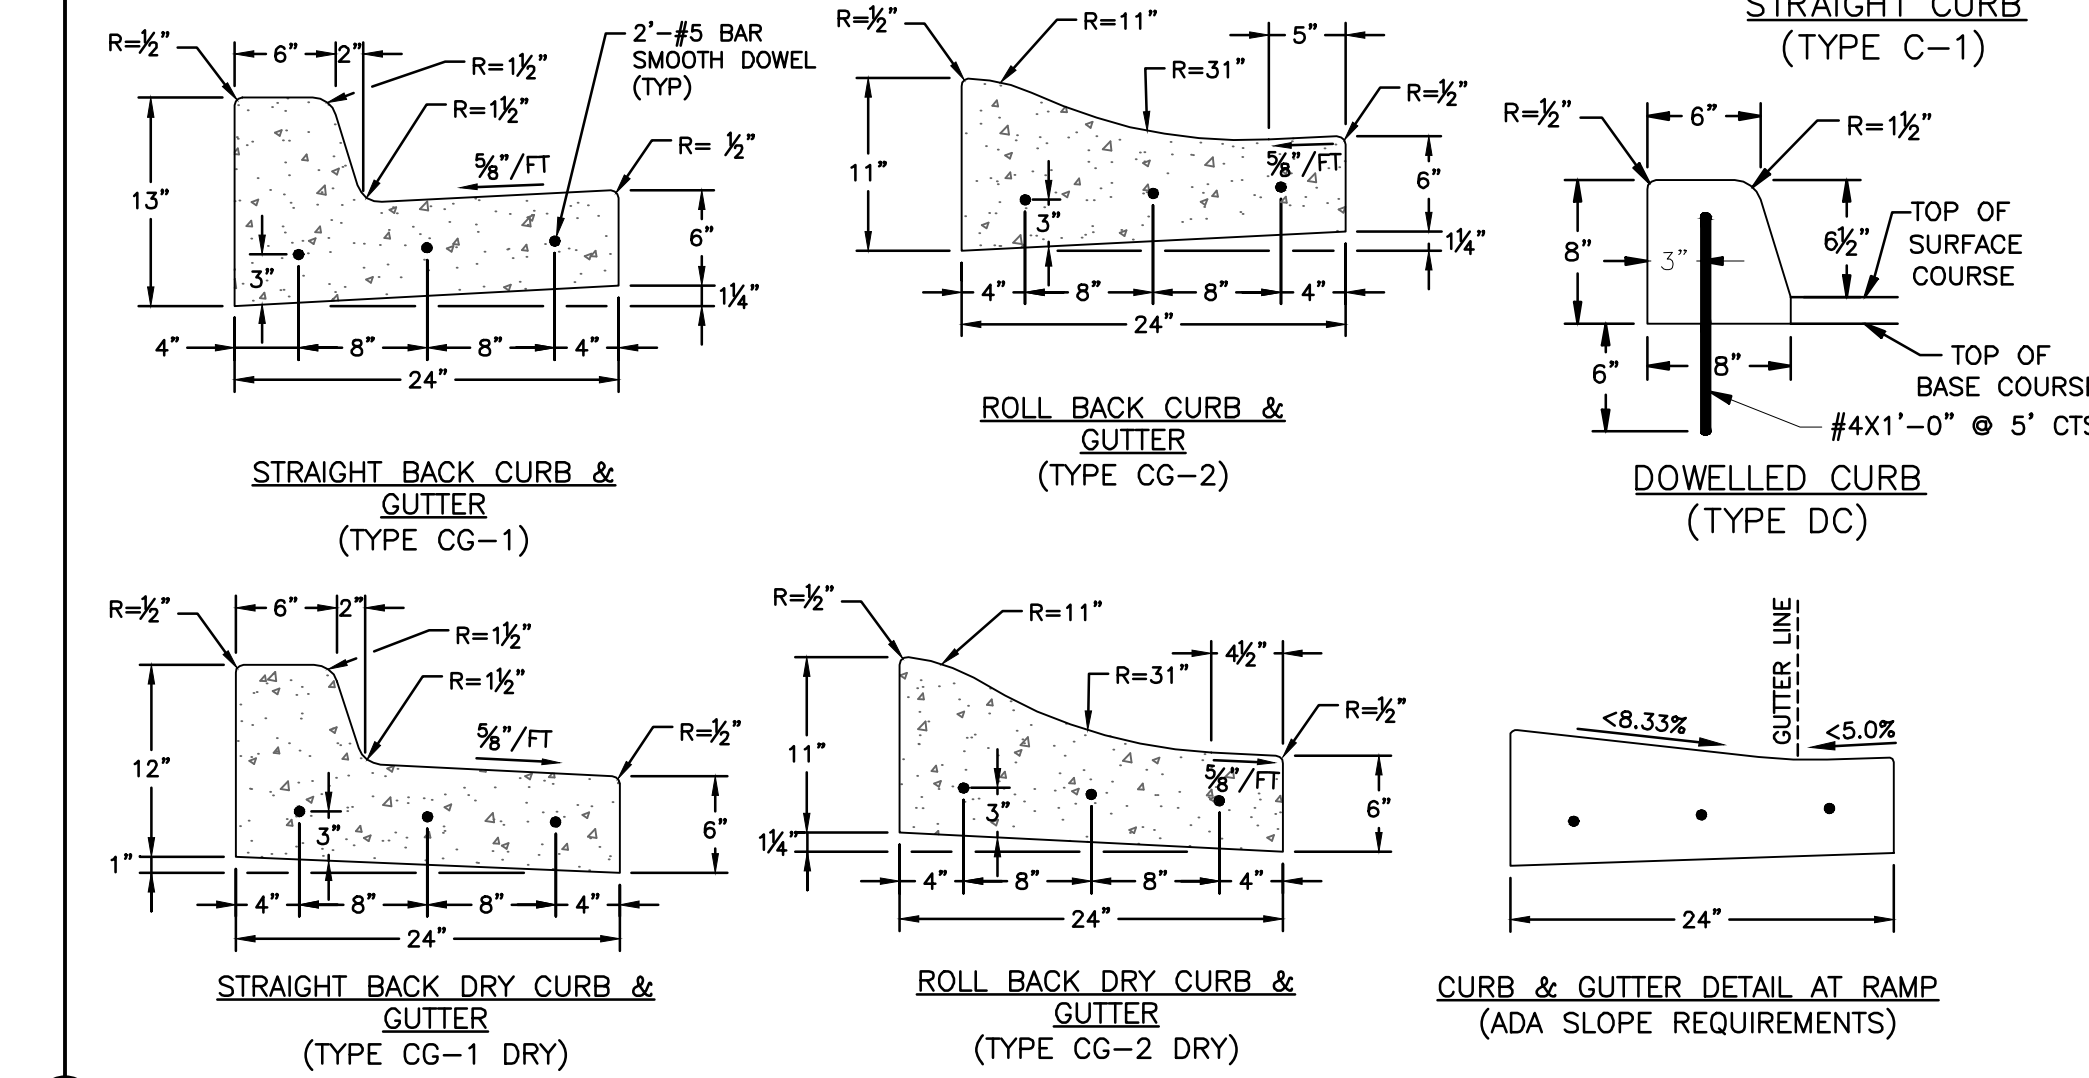 R=½"
6"
2"
R=1½"
R=1½"
2'-#5 BAR
SMOOTH DOWEL
(TYP)
R= ½"
⅝"/FT
13"
3"
6"
1¼"
4"
8"
8"
4"
24"
STRAIGHT BACK CURB &
GUTTER
(TYPE CG-1)
R=½"
R=11"
5"
R=31"
R=½"
⅝"/FT
11"
3"
6"
1¼"
4"
8"
8"
4"
24"
ROLL BACK CURB &
GUTTER
(TYPE CG-2)
STRAIGHT CURB
(TYPE C-1)
R=½"
6"
R=1½"
8"
3"
6½"
TOP OF
SURFACE
COURSE
6"
8"
TOP OF
BASE COURSE
#4X1'-0" @ 5' CTS
DOWELLED CURB
(TYPE DC)
R=½"
6"
2"
R=1½"
R=1½"
⅝"/FT
R=½"
12"
3"
6"
1"
4"
8"
8"
4"
24"
STRAIGHT BACK DRY CURB &
GUTTER
(TYPE CG-1 DRY)
R=½"
R=11"
4½"
R=31"
R=½"
⅝"/FT
11"
3"
6"
1¼"
4"
8"
8"
4"
24"
ROLL BACK DRY CURB &
GUTTER
(TYPE CG-2 DRY)
GUTTER LINE
<8.33%
<5.0%
24"
CURB & GUTTER DETAIL AT RAMP
(ADA SLOPE REQUIREMENTS)